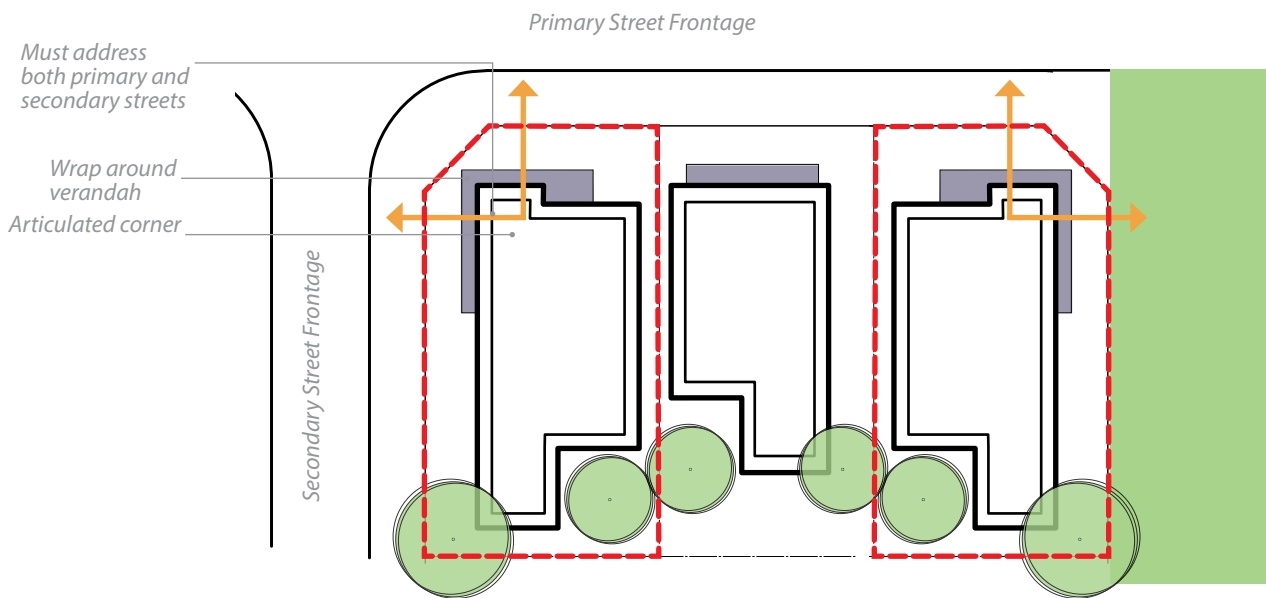 Primary Street Frontage
Must address
both primary and
secondary streets
Wrap around
verandah
Articulated corner
Secondary Street Frontage